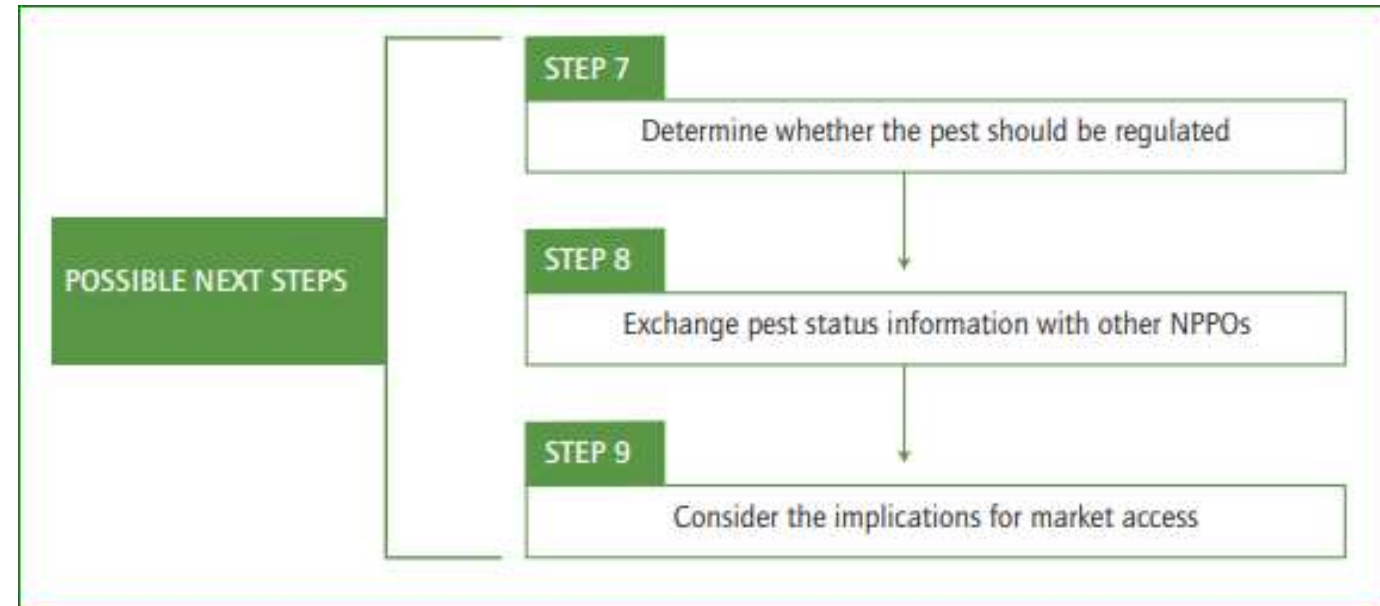 STEP 7
Determine whether the pest should be regulated
POSSIBLE NEXT STEPS
STEP 8
Exchange pest status information with other NPPOs
STEP 9
Consider the implications for market access